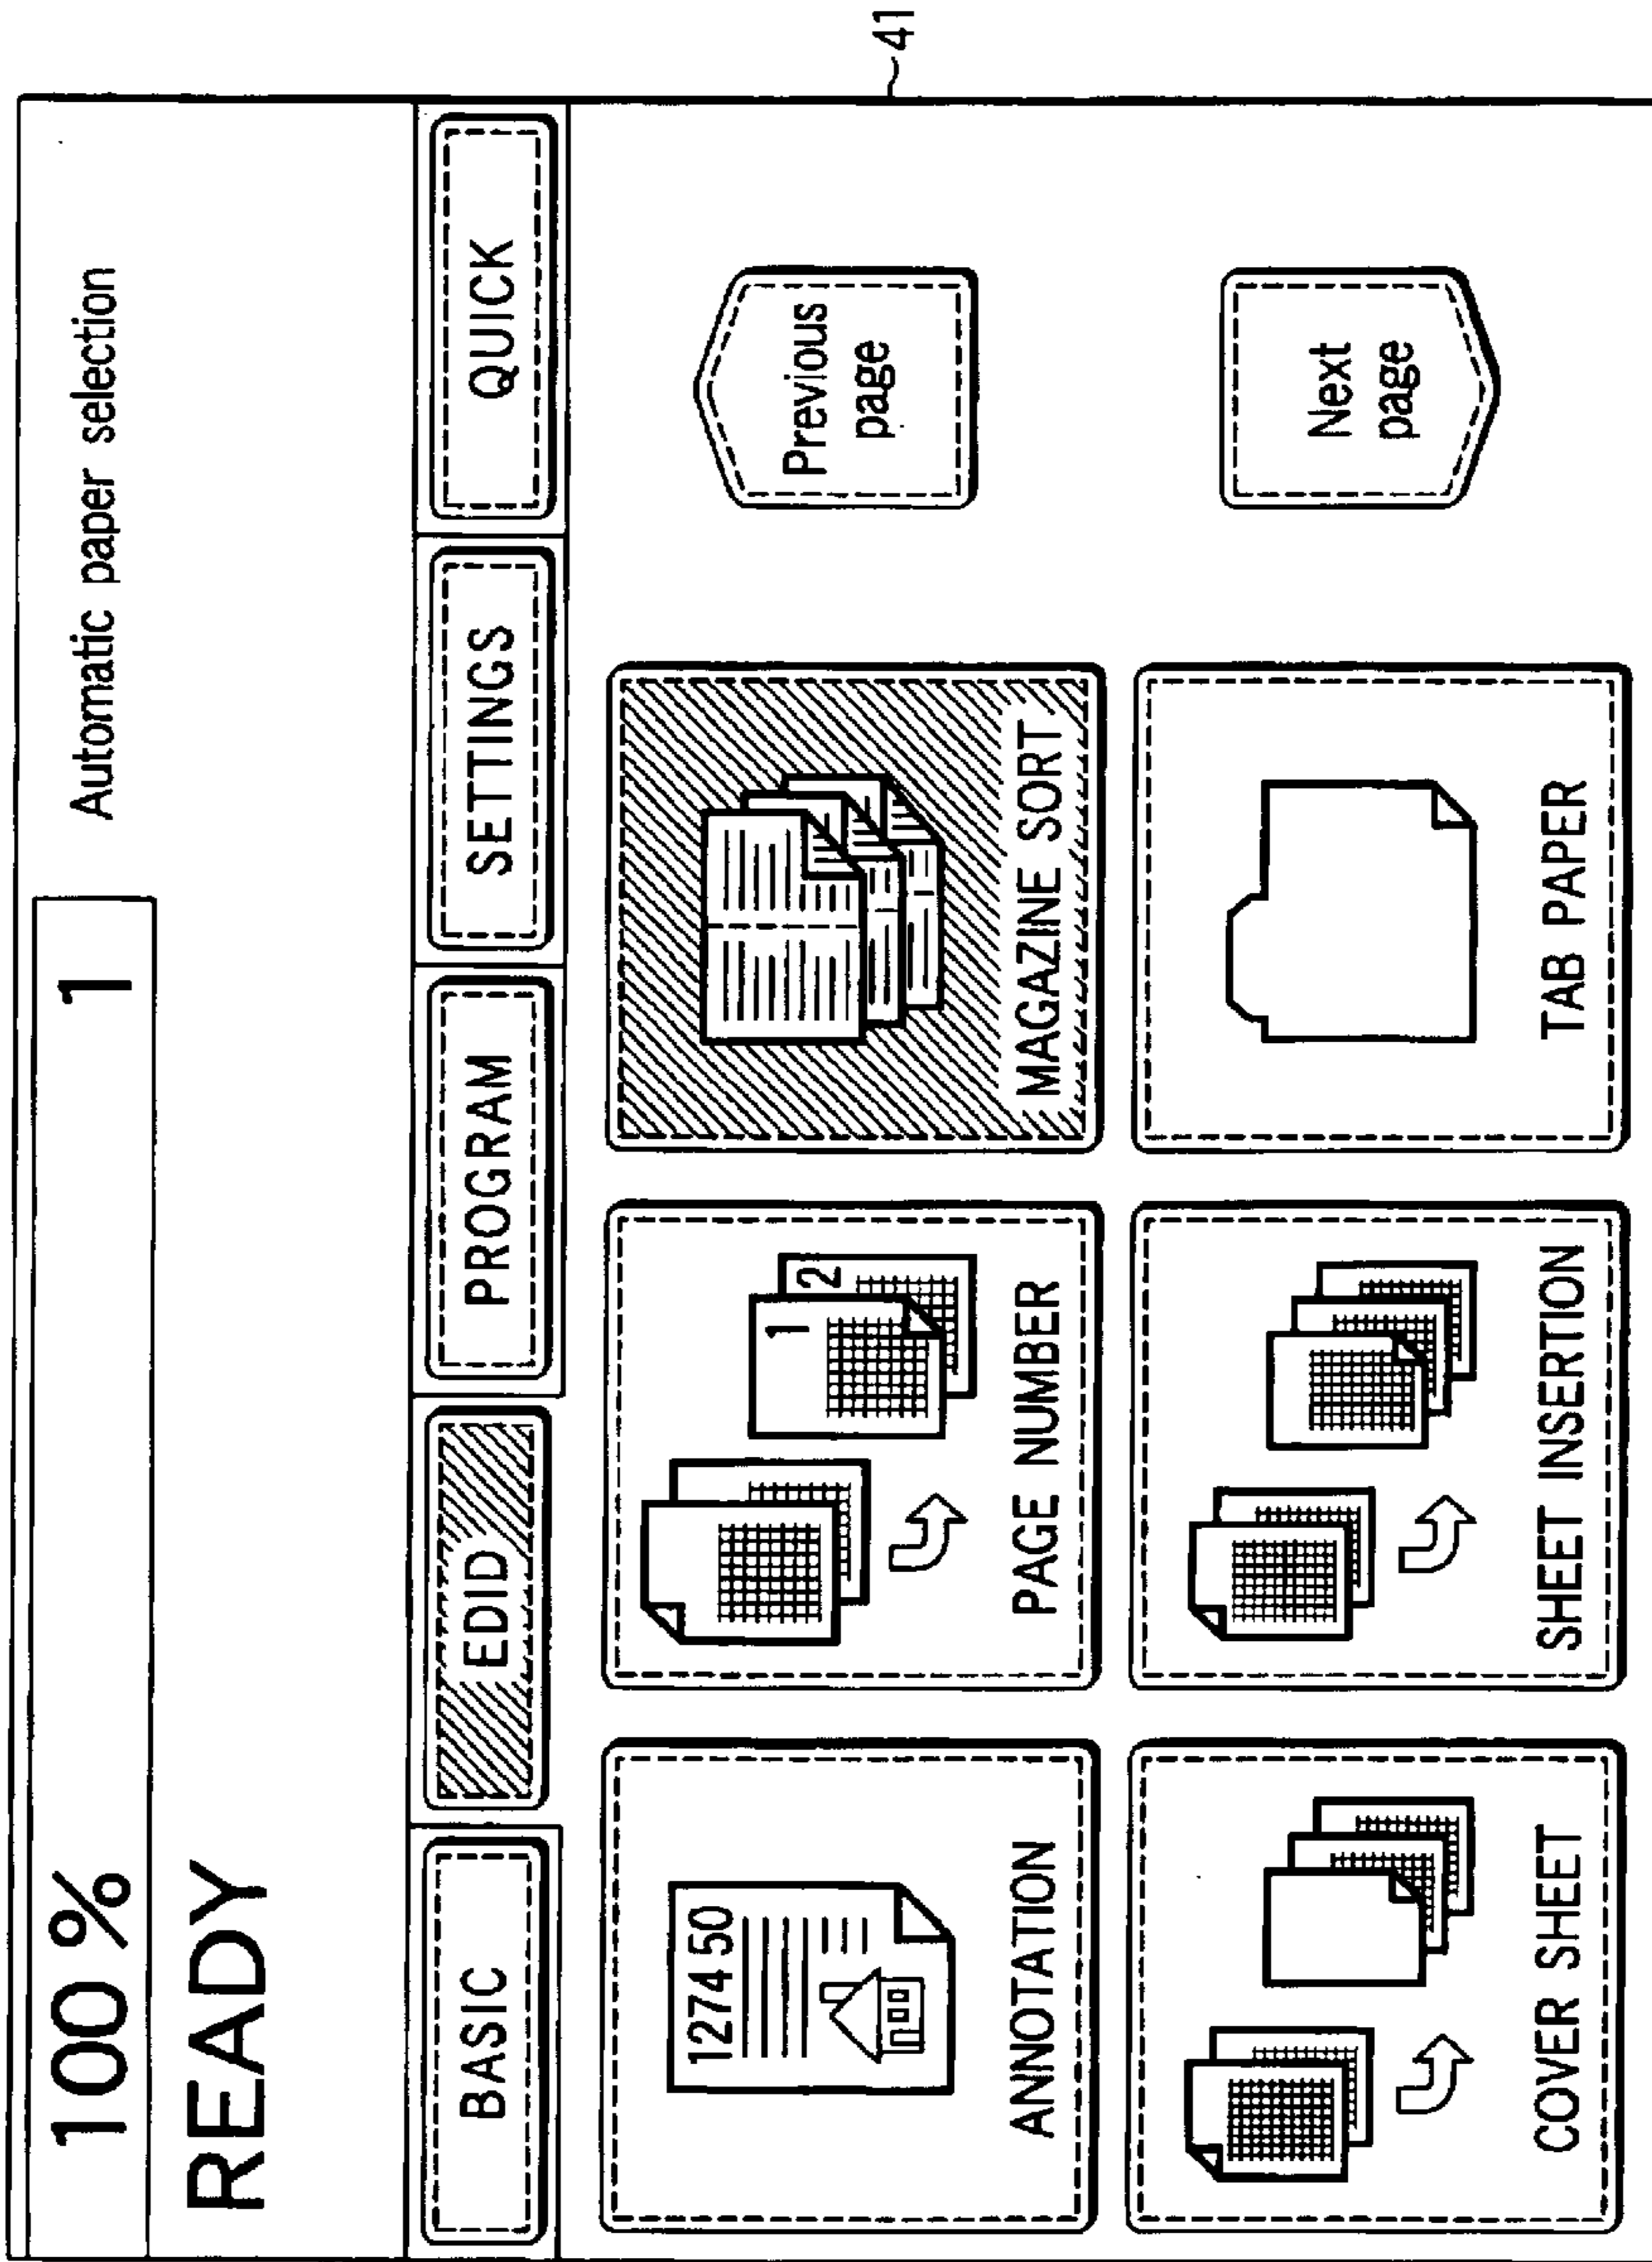 100 % 1 Automatic paper selection
READY
BASIC EDID PROGRAM SETTINGS QUICK
1274 50
1 2
ANNOTATION PAGE NUMBER MAGAZINE SORT
Previous
page
COVER SHEET SHEET INSERTION TAB PAPER
Next
page
41